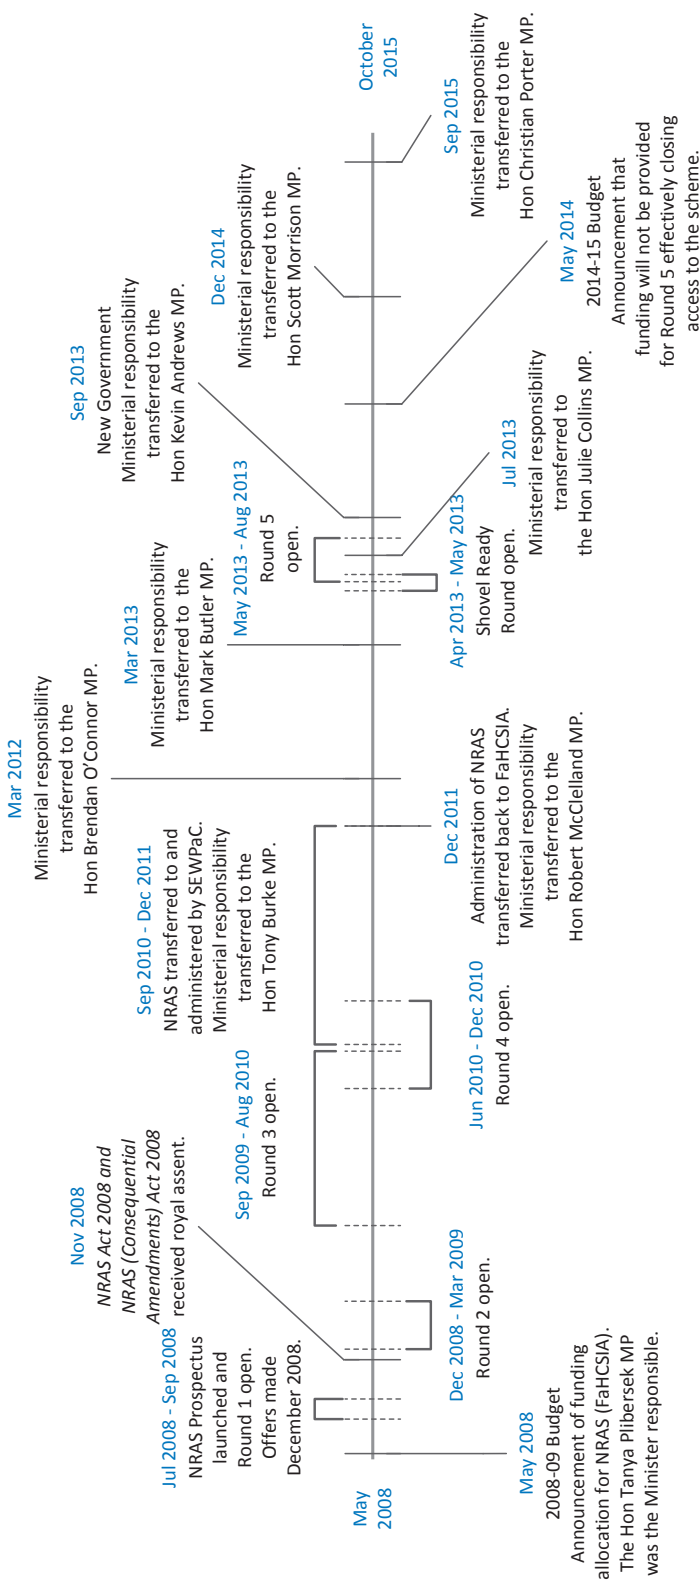 May
2008
October
2015
May 2008
2008-09 Budget
Announcement of funding
allocation for NRAS (FaHCSIA).
The Hon Tanya Plibersek MP
was the Minister responsible.
Jul 2008 - Sep 2008
NRAS Prospectus
launched and
Round 1 open.
Offers made
December 2008.
Nov 2008
NRAS Act 2008 and
NRAS (Consequential
Amendments) Act 2008
received royal assent.
Dec 2008 - Mar 2009
Round 2 open.
Sep 2009 - Aug 2010
Round 3 open.
Jun 2010 - Dec 2010
Round 4 open.
Sep 2010 - Dec 2011
NRAS transferred to and
administered by SEWPaC.
Ministerial responsibility
transferred to the
Hon Tony Burke MP.
Dec 2011
Administration of NRAS
transferred back to FaHCSIA.
Ministerial responsibility
transferred to the
Hon Robert McClelland MP.
Mar 2012
Ministerial responsibility
transferred to the
Hon Brendan O’Connor MP.
Mar 2013
Ministerial responsibility
transferred to the
Hon Mark Butler MP.
Apr 2013 - May 2013
Shovel Ready
Round open.
May 2013 - Aug 2013
Round 5
open.
Jul 2013
Ministerial responsibility
transferred to
the Hon Julie Collins MP.
Sep 2013
New Government
Ministerial responsibility
transferred to the
Hon Kevin Andrews MP.
May 2014
2014-15 Budget
Announcement that
funding will not be provided
for Round 5 effectively closing
access to the scheme.
Dec 2014
Ministerial responsibility
transferred to the
Hon Scott Morrison MP.
Sep 2015
Ministerial responsibility
transferred to the
Hon Christian Porter MP.